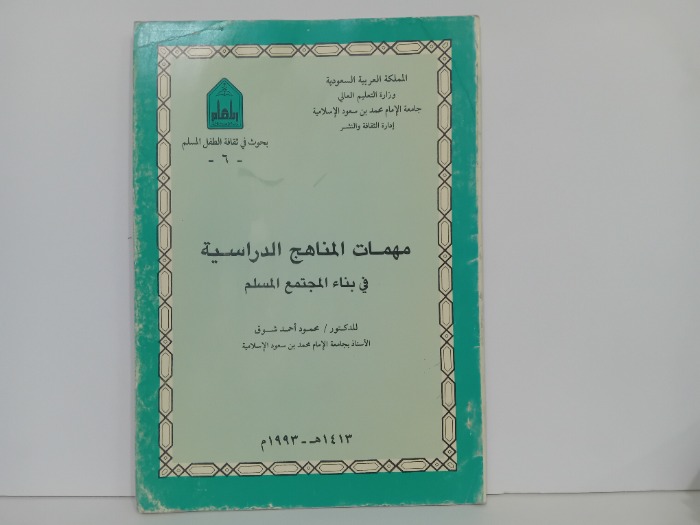 المملكة العربية السعودية
وزارة التعليم العالي
جامعة الإمام محمد بن سعود الإسلامية
إدارة الثقافة والنشر
بحوث في ثقافة الطفل المسلم
- ٦ -
مهمات المناهج الدراسية
في بناء المجتمع المسلم
للدكتور / محمود أحمد شوق
الأستاذ بجامعة الإمام محمد بن سعود الإسلامية
١٤١٣هـ - ١٩٩٣م